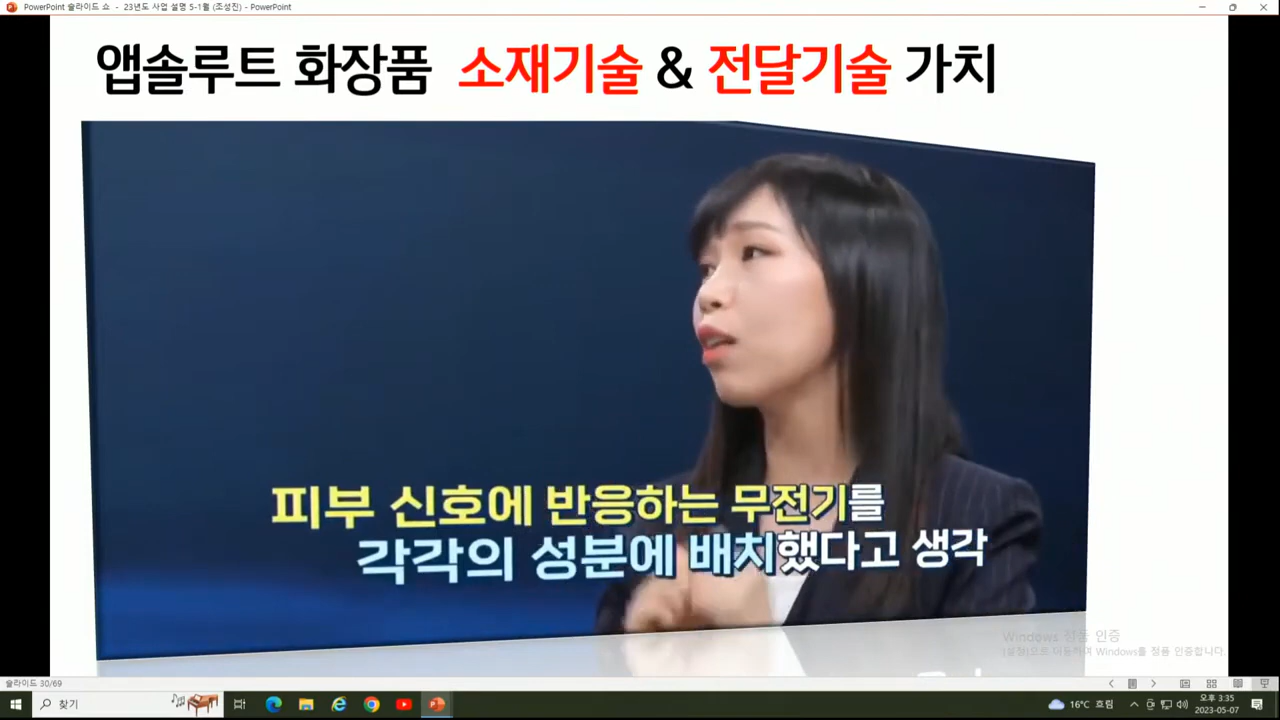 PowerPoint 슬라이드 쇼 - 23년도 사업 설명 5-1월 (조성진) - PowerPoint
앱솔루트 화장품 소재기술 & 전달기술 가치
피부 신호에 반응하는 무전기를
각각의 성분에 배치했다고 생각
Windows 정품 인증
[설정]으로 이동하여 Windows를 정품 인증합니다.
슬라이드 30/69
찾기
16°C 흐림
오후 3:35
2023-05-07